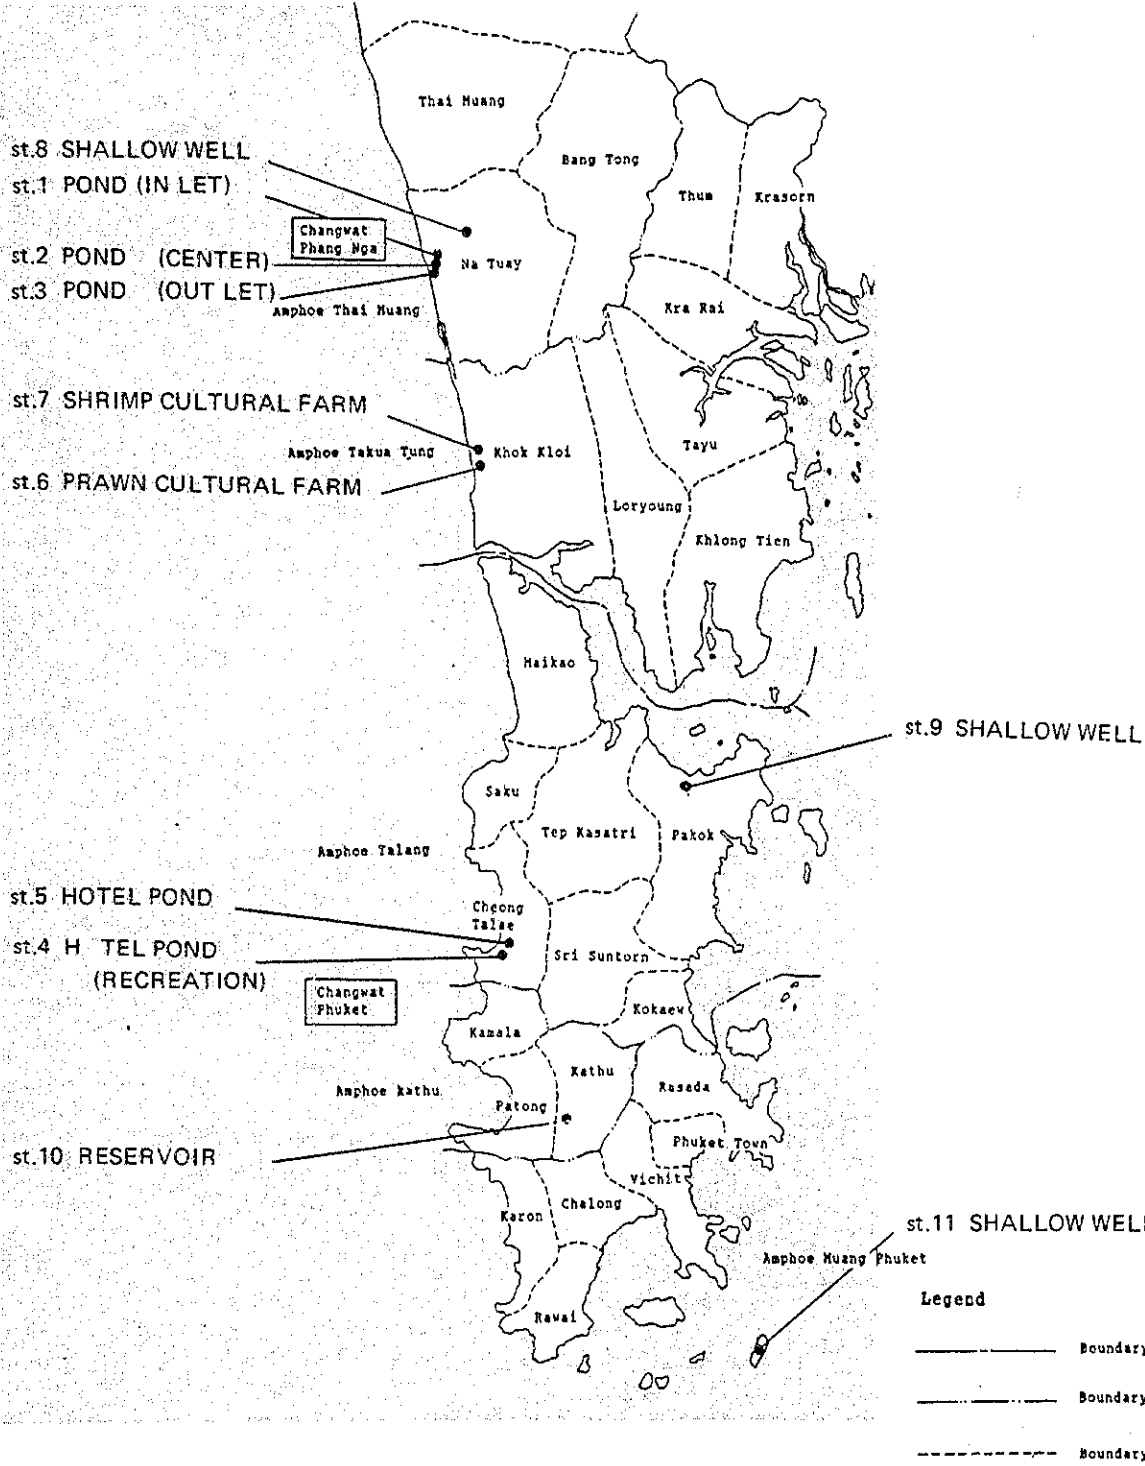 Thai Muang
st.8 SHALLOW WELL
Bang Tong
st.1 POND (IN LET)
Thum
Krasorn
Changwat
Phang Nga
st.2 POND (CENTER)
Na Tuay
st.3 POND (OUT LET)
Amphoe Thai Muang
Kra Rai
st.7 SHRIMP CULTURAL FARM
Amphoe Takua Tung
Khok Kloi
Tayu
st.6 PRAWN CULTURAL FARM
Loryoung
Khlong Tien
Maikao
st.9 SHALLOW WELL
Saku
Tep Kasatri
Pakok
Amphoe Talang
st.5 HOTEL POND
Cheong
Talae
st.4 H TEL POND
(RECREATION)
Sri Suntorn
Changwat
Phuket
Kokaew
Kamala
Kathu
Rasada
Amphoe kathu
Patong
Phuket Town
st.10 RESERVOIR
Vichit
Chalong
Karon
st.11 SHALLOW WEL
Amphoe Muang Phuket
Legend
Rawai
Boundary
Boundary
Boundary